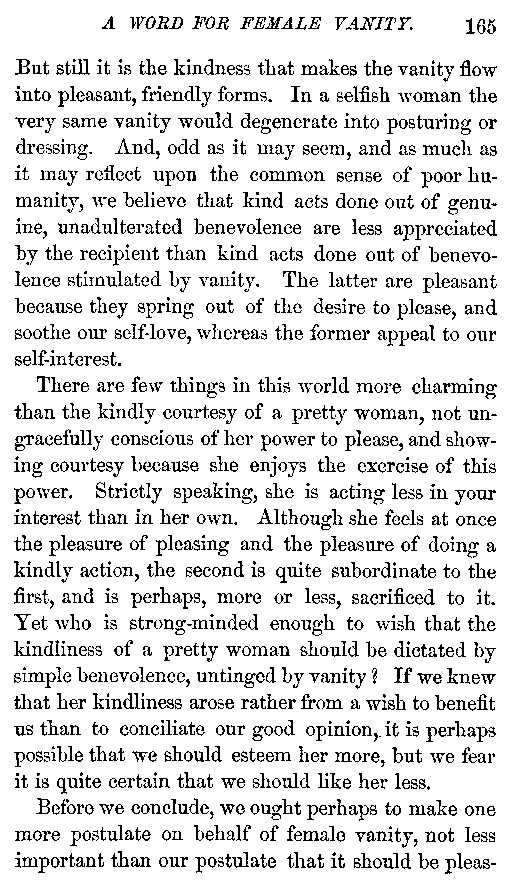 A WORD FOR FEMALE VANITY. 165
But still it is the kindness that makes the vanity flow
into pleasant, friendly forms. In a selfish woman the
very same vanity would degenerate into posturing or
dressing. And, odd as it may seem, and as much as
it may reflect upon the common sense of poor hu-
manity, we believe that kind acts done out of genu-
ine, unadulterated benevolence are less appreciated
by the recipient than kind acts done out of benevo-
lence stimulated by vanity. The latter are pleasant
because they spring out of the desire to please, and
soothe our self-love, whereas the former appeal to our
self-interest.
There are few things in this world more charming
than the kindly courtesy of a pretty woman, not un-
gracefully conscious of her power to please, and show-
ing courtesy because she enjoys the exercise of this
power. Strictly speaking, she is acting less in your
interest than in her own. Although she feels at once
the pleasure of pleasing and the pleasure of doing a
kindly action, the second is quite subordinate to the
first, and is perhaps, more or less, sacrificed to it.
Yet who is strong-minded enough to wish that the
kindliness of a pretty woman should be dictated by
simple benevolence, untinged by vanity? If we knew
that her kindliness arose rather from a wish to benefit
us than to conciliate our good opinion, it is perhaps
possible that we should esteem her more, but we fear
it is quite certain that we should like her less.
Before we conclude, we ought perhaps to make one
more postulate on behalf of female vanity, not less
important than our postulate that it should be pleas-